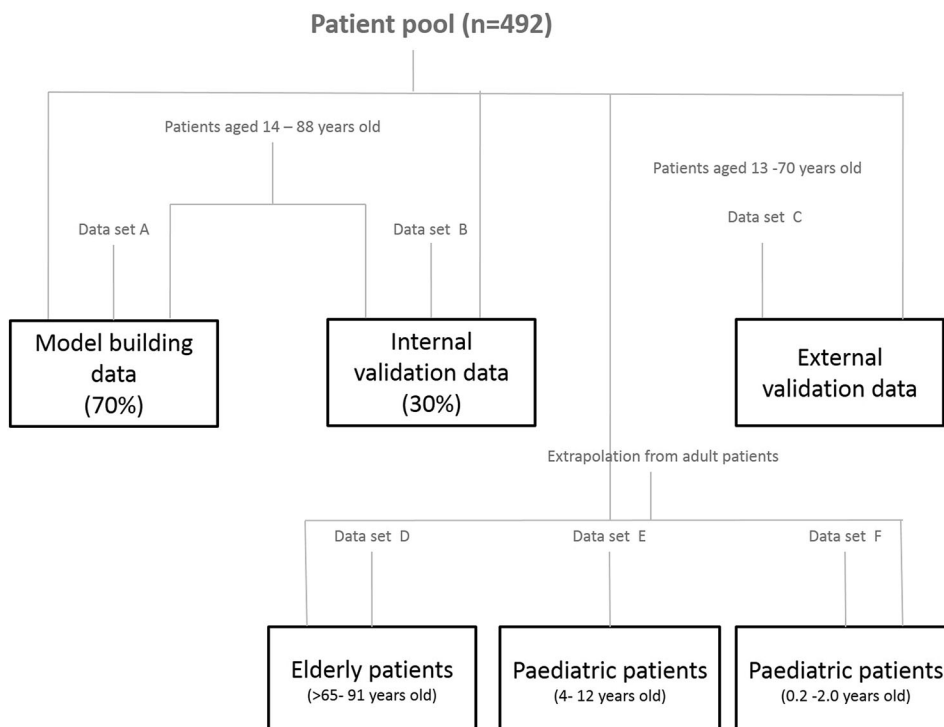 Patient pool (n=492)
Patients aged 14 – 88 years old
Patients aged 13 -70 years old
Data set A
Data set B
Data set C
Model building
data
(70%)
Internal
validation data
(30%)
External
validation data
Extrapolation from adult patients
Data set D
Data set E
Data set F
Elderly patients
(>65- 91 years old)
Paediatric patients
(4- 12 years old)
Paediatric patients
(0.2 -2.0 years old)